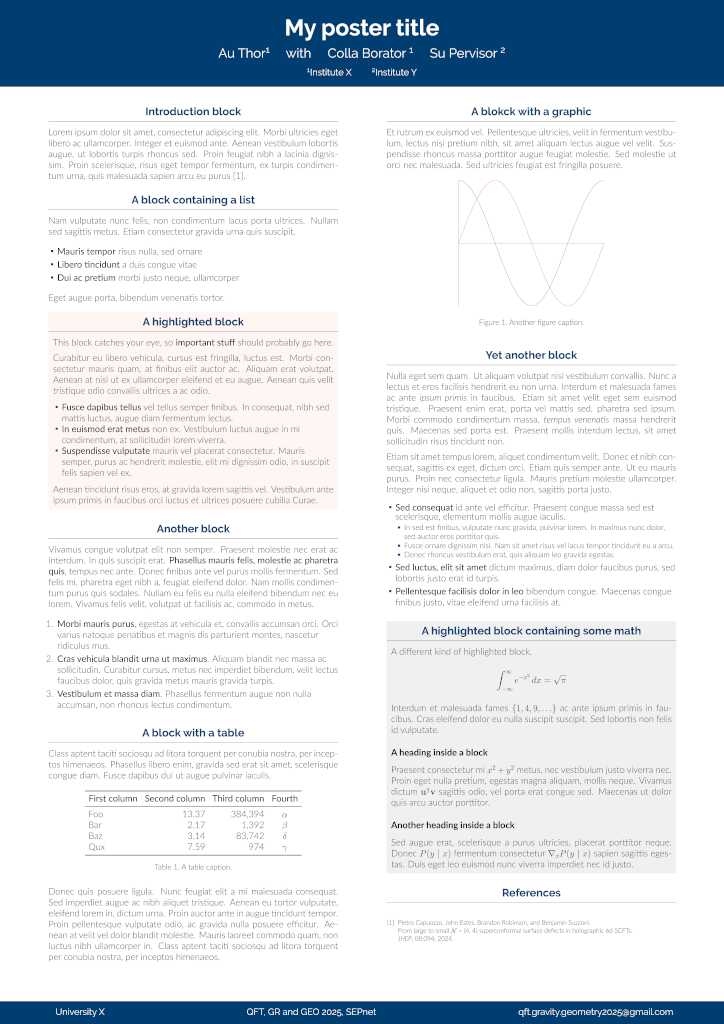 My poster title
Au Thor¹ with Colla Borator ¹ Su Pervisor ²
¹Institute X ²Institute Y
Introduction block
Lorem ipsum dolor sit amet, consectetur adipiscing elit. Morbi ultricies eget
libero ac ullamcorper. Integer et euismod ante. Aenean vestibulum lobortis
augue, ut lobortis turpis rhoncus sed. Proin feugiat nibh a lacinia dignis-
sim. Proin scelerisque, risus eget tempor fermentum, ex turpis condimen-
tum urna, quis malesuada sapien arcu eu purus [1].
A block containing a list
Nam vulputate nunc felis, non condimentum lacus porta ultrices. Nullam
sed sagittis metus. Etiam consectetur gravida urna quis suscipit.
• Mauris tempor risus nulla, sed ornare
• Libero tincidunt a duis congue vitae
• Dui ac pretium morbi justo neque, ullamcorper
Eget augue porta, bibendum venenatis tortor.
A highlighted block
This block catches your eye, so important stuff should probably go here.
Curabitur eu libero vehicula, cursus est fringilla, luctus est. Morbi con-
sectetur mauris quam, at finibus elit auctor ac. Aliquam erat volutpat.
Aenean at nisl ut ex ullamcorper eleifend et eu augue. Aenean quis velit
tristique odio convallis ultrices a ac odio.
• Fusce dapibus tellus vel tellus semper finibus. In consequat, nibh sed
mattis luctus, augue diam fermentum lectus.
• In euismod erat metus non ex. Vestibulum luctus augue in mi
condimentum, at sollicitudin lorem viverra.
• Suspendisse vulputate mauris vel placerat consectetur. Mauris
semper, purus ac hendrerit molestie, elit mi dignissim odio, in suscipit
felis sapien vel ex.
Aenean tincidunt risus eros, at gravida lorem sagittis vel. Vestibulum ante
ipsum primis in faucibus orci luctus et ultrices posuere cubilia Curae.
Another block
Vivamus congue volutpat elit non semper. Praesent molestie nec erat ac
interdum. In quis suscipit erat. Phasellus mauris felis, molestie ac pharetra
quis, tempus nec ante. Donec finibus ante vel purus mollis fermentum. Sed
felis mi, pharetra eget nibh a, feugiat eleifend dolor. Nam mollis condimen-
tum purus quis sodales. Nullam eu felis eu nulla eleifend bibendum nec eu
lorem. Vivamus felis velit, volutpat ut facilisis ac, commodo in metus.
1. Morbi mauris purus, egestas at vehicula et, convallis accumsan orci. Orci
varius natoque penatibus et magnis dis parturient montes, nascetur
ridiculus mus.
2. Cras vehicula blandit urna ut maximus. Aliquam blandit nec massa ac
sollicitudin. Curabitur cursus, metus nec imperdiet bibendum, velit lectus
faucibus dolor, quis gravida metus mauris gravida turpis.
3. Vestibulum et massa diam. Phasellus fermentum augue non nulla
accumsan, non rhoncus lectus condimentum.
A block with a table
Class aptent taciti sociosqu ad litora torquent per conubia nostra, per incep-
tos himenaeos. Phasellus libero enim, gravida sed erat sit amet, scelerisque
congue diam. Fusce dapibus dui ut augue pulvinar iaculis.
First column Second column Third column Fourth
Foo 13.37 384,394 α
Bar 2.17 1,392 β
Baz 3.14 83,742 δ
Qux 7.59 974 γ
Table 1. A table caption.
Donec quis posuere ligula. Nunc feugiat elit a mi malesuada consequat.
Sed imperdiet augue ac nibh aliquet tristique. Aenean eu tortor vulputate,
eleifend lorem in, dictum urna. Proin auctor ante in augue tincidunt tempor.
Proin pellentesque vulputate odio, ac gravida nulla posuere efficitur. Ae-
nean at velit vel dolor blandit molestie. Mauris laoreet commodo quam, non
luctus nibh ullamcorper in. Class aptent taciti sociosqu ad litora torquent
per conubia nostra, per inceptos himenaeos.
A blokck with a graphic
Et rutrum ex euismod vel. Pellentesque ultricies, velit in fermentum vestibu-
lum, lectus nisi pretium nibh, sit amet aliquam lectus augue vel velit. Sus-
pendisse rhoncus massa porttitor augue feugiat molestie. Sed molestie ut
orci nec malesuada. Sed ultricies feugiat est fringilla posuere.
Figure 1. Another figure caption.
Yet another block
Nulla eget sem quam. Ut aliquam volutpat nisi vestibulum convallis. Nunc a
lectus et eros facilisis hendrerit eu non urna. Interdum et malesuada fames
ac ante ipsum primis in faucibus. Etiam sit amet velit eget sem euismod
tristique. Praesent enim erat, porta vel mattis sed, pharetra sed ipsum.
Morbi commodo condimentum massa, tempus venenatis massa hendrerit
quis. Maecenas sed porta est. Praesent mollis interdum lectus, sit amet
sollicitudin risus tincidunt non.
Etiam sit amet tempus lorem, aliquet condimentum velit. Donec et nibh con-
sequat, sagittis ex eget, dictum orci. Etiam quis semper ante. Ut eu mauris
purus. Proin nec consectetur ligula. Mauris pretium molestie ullamcorper.
Integer nisi neque, aliquet et odio non, sagittis porta justo.
• Sed consequat id ante vel efficitur. Praesent congue massa sed est
scelerisque, elementum mollis augue iaculis.
• In sed est finibus, vulputate nunc gravida, pulvinar lorem. In maximus nunc dolor,
sed auctor eros porttitor quis.
• Fusce ornare dignissim nisi. Nam sit amet risus vel lacus tempor tincidunt eu a arcu.
• Donec rhoncus vestibulum erat, quis aliquam leo gravida egestas.
• Sed luctus, elit sit amet dictum maximus, diam dolor faucibus purus, sed
lobortis justo erat id turpis.
• Pellentesque facilisis dolor in leo bibendum congue. Maecenas congue
finibus justo, vitae eleifend urna facilisis at.
A highlighted block containing some math
A different kind of highlighted block.
∫_{-∞}^{∞} e^{-x²} dx = √π
Interdum et malesuada fames {1, 4, 9, . . .} ac ante ipsum primis in fau-
cibus. Cras eleifend dolor eu nulla suscipit suscipit. Sed lobortis non felis
id vulputate.
A heading inside a block
Praesent consectetur mi x² + y² metus, nec vestibulum justo viverra nec.
Proin eget nulla pretium, egestas magna aliquam, mollis neque. Vivamus
dictum uᵀv sagittis odio, vel porta erat congue sed. Maecenas ut dolor
quis arcu auctor porttitor.
Another heading inside a block
Sed augue erat, scelerisque a purus ultricies, placerat porttitor neque.
Donec P(y | x) fermentum consectetur ∇ₓP(y | x) sapien sagittis eges-
tas. Duis eget leo euismod nunc viverra imperdiet nec id justo.
References
[1] Pietro Capuozzo, John Estes, Brandon Robinson, and Benjamin Suzzoni.
From large to small N = (4, 4) superconformal surface defects in holographic 6d SCFTs.
JHEP, 08:094, 2024.
University X
QFT, GR and GEO 2025, SEPnet
qft.gravity.geometry2025@gmail.com